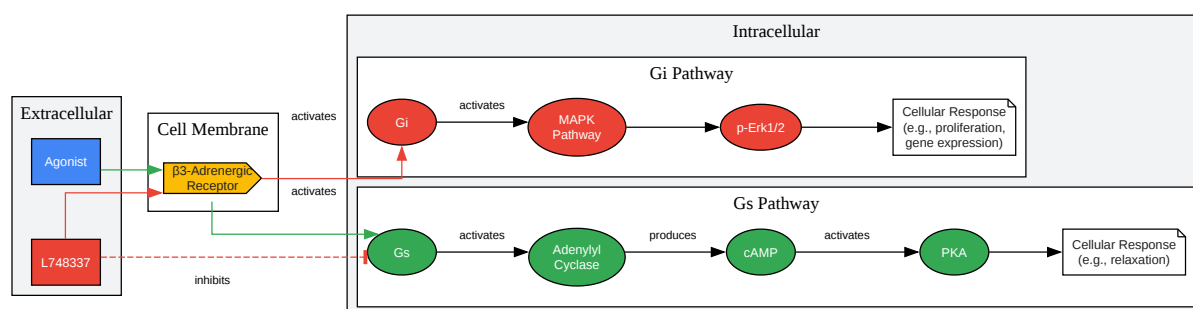 Intracellular
Gi Pathway
Extracellular
Agonist
L748337
Cell Membrane
β3-Adrenergic
Receptor
activates
activates
inhibits
Gi
activates
MAPK
Pathway
p-Erk1/2
Cellular Response
(e.g., proliferation,
gene expression)
Gs Pathway
Gs
activates
Adenylyl
Cyclase
produces
cAMP
activates
PKA
Cellular Response
(e.g., relaxation)